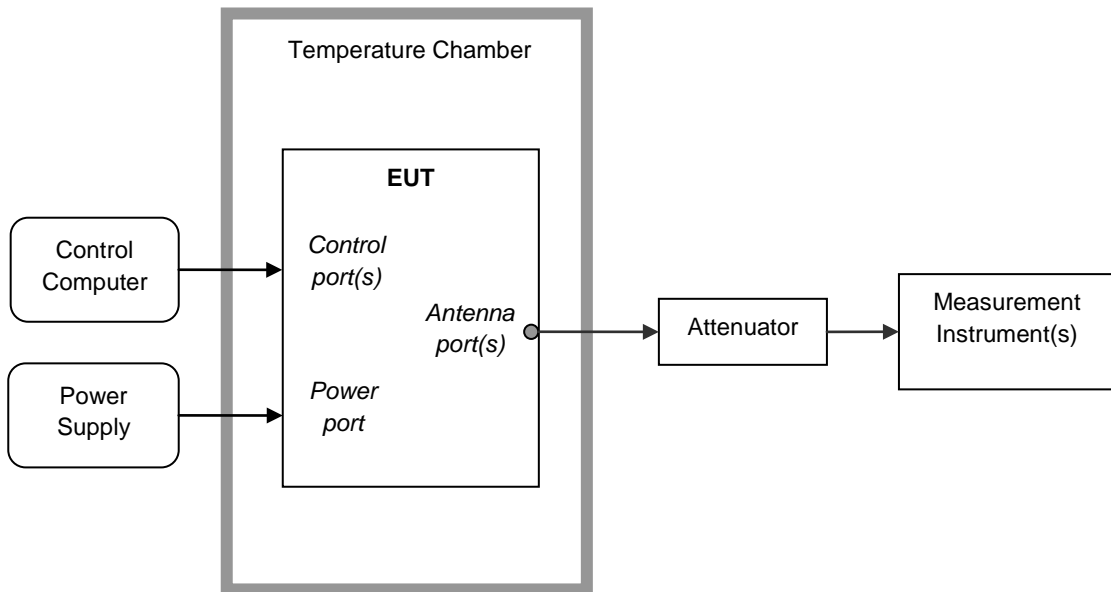 Temperature Chamber
EUT
Control
Computer
Control
port(s)
Antenna
port(s)
Attenuator
Measurement
Instrument(s)
Power
Supply
Power
port